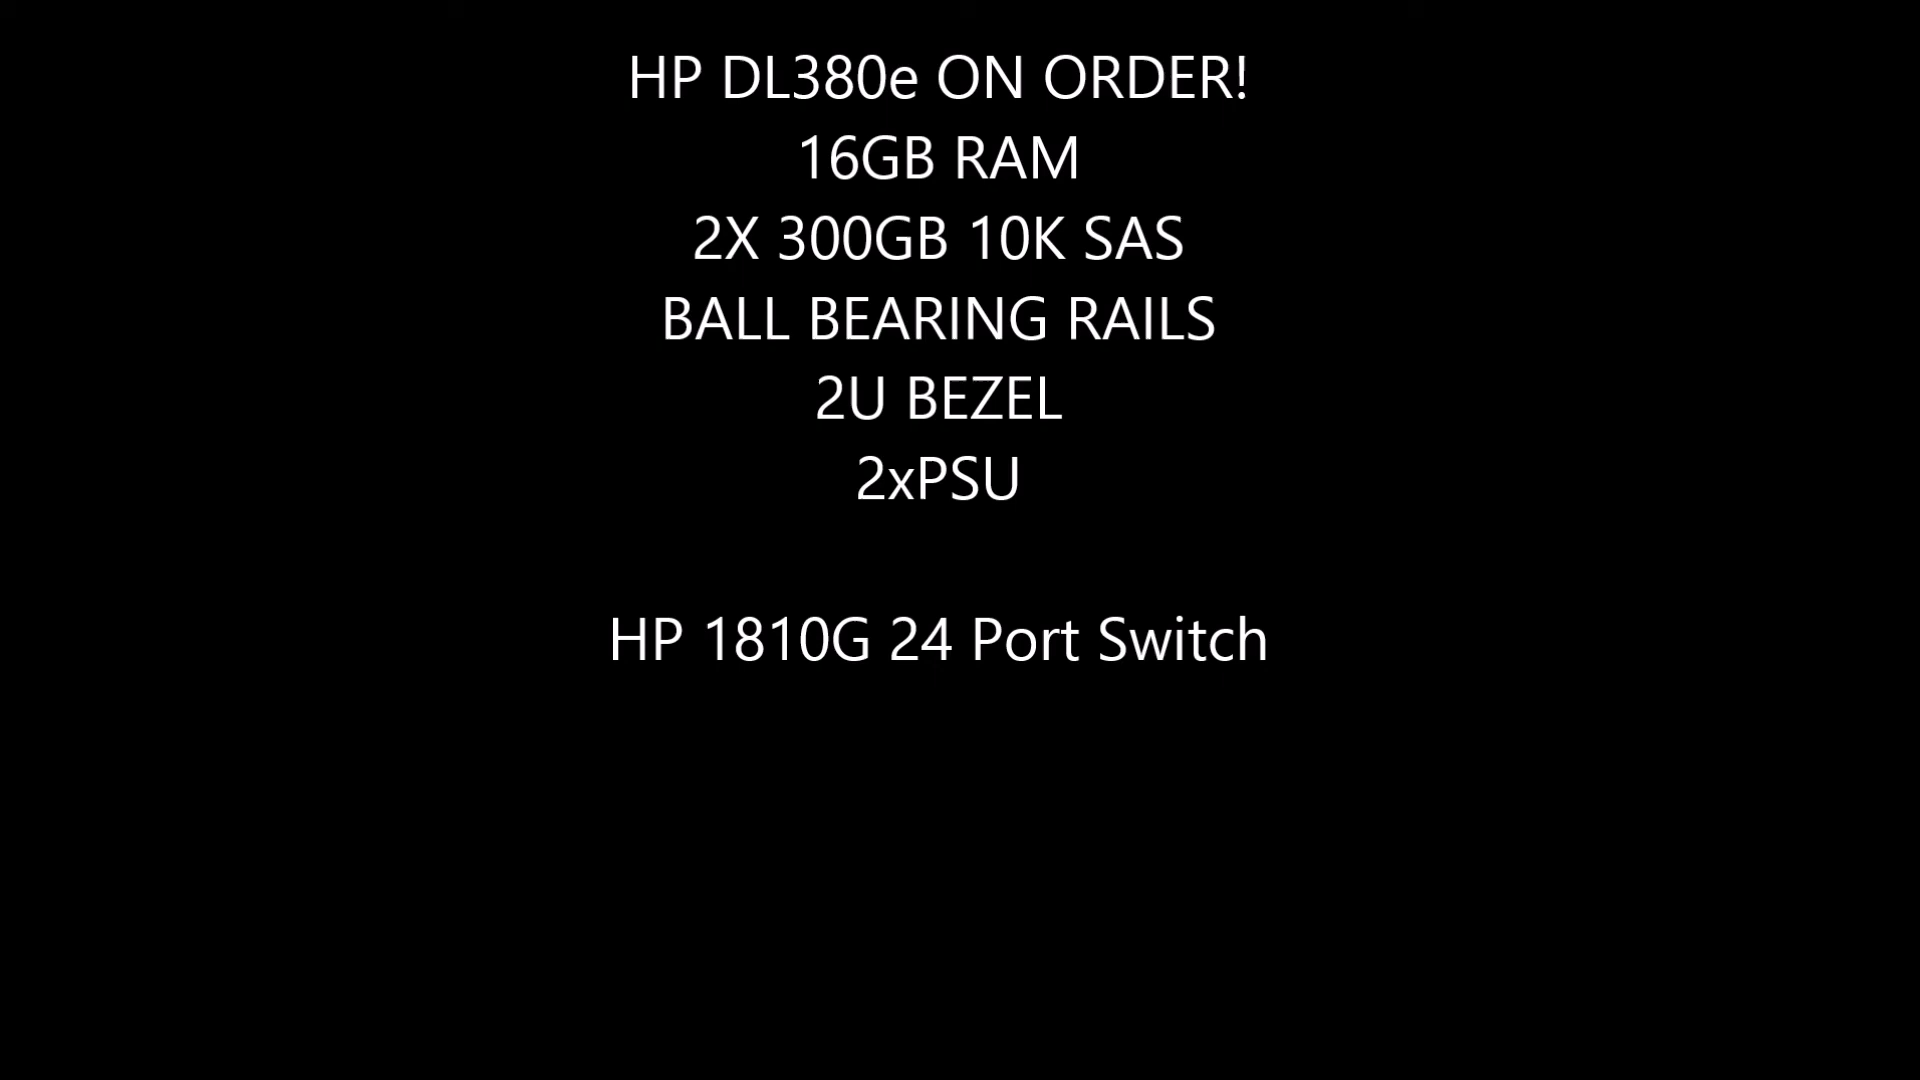 HP DL380e ON ORDER!
16GB RAM
2X 300GB 10K SAS
BALL BEARING RAILS
2U BEZEL
2xPSU
HP 1810G 24 Port Switch